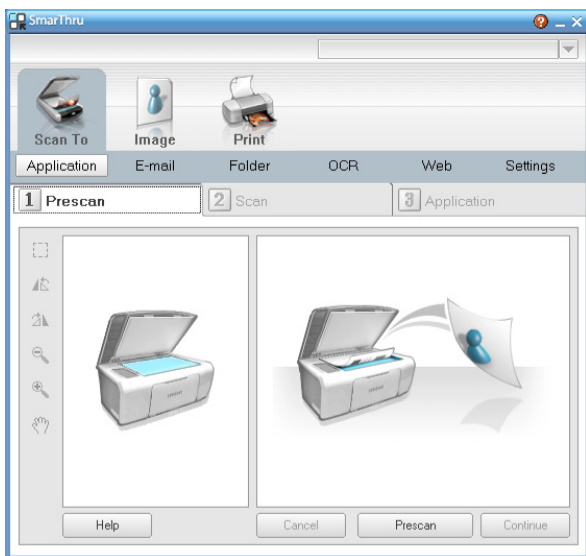 SmarThru
Scan To Image Print
Application E-mail Folder OCR Web Settings
1 Prescan 2 Scan 3 Application
Help Cancel Prescan Continue